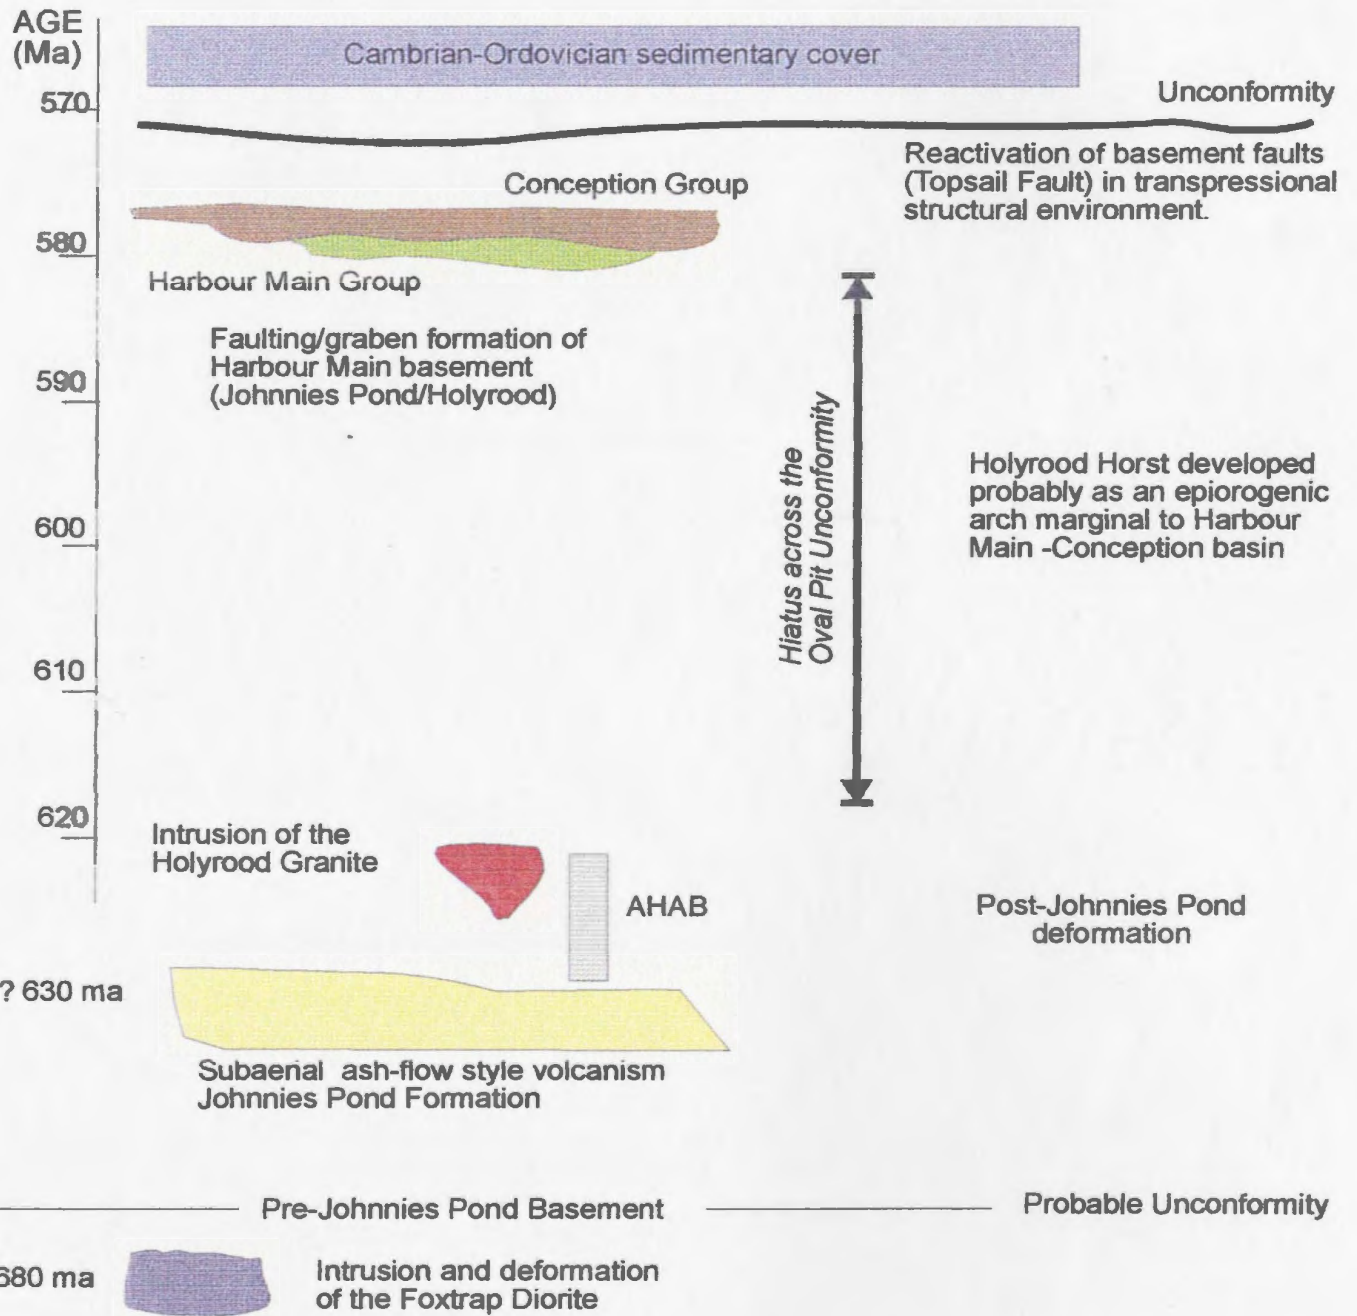 AGE
(Ma)
Cambrian-Ordovician sedimentary cover
570
Unconformity
Reactivation of basement faults
(Topsail Fault) in transpressional
structural environment.
Conception Group
580
Harbour Main Group
Faulting/graben formation of
Harbour Main basement
(Johnnies Pond/Holyrood)
590
Hiatus across the
Oval Pit Unconformity
Holyrood Horst developed
probably as an epiorogenic
arch marginal to Harbour
Main -Conception basin
600
610
620
Intrusion of the
Holyrood Granite
AHAB
Post-Johnnies Pond
deformation
? 630 ma
Subaerial ash-flow style volcanism
Johnnies Pond Formation
Pre-Johnnies Pond Basement
Probable Unconformity
680 ma
Intrusion and deformation
of the Foxtrap Diorite